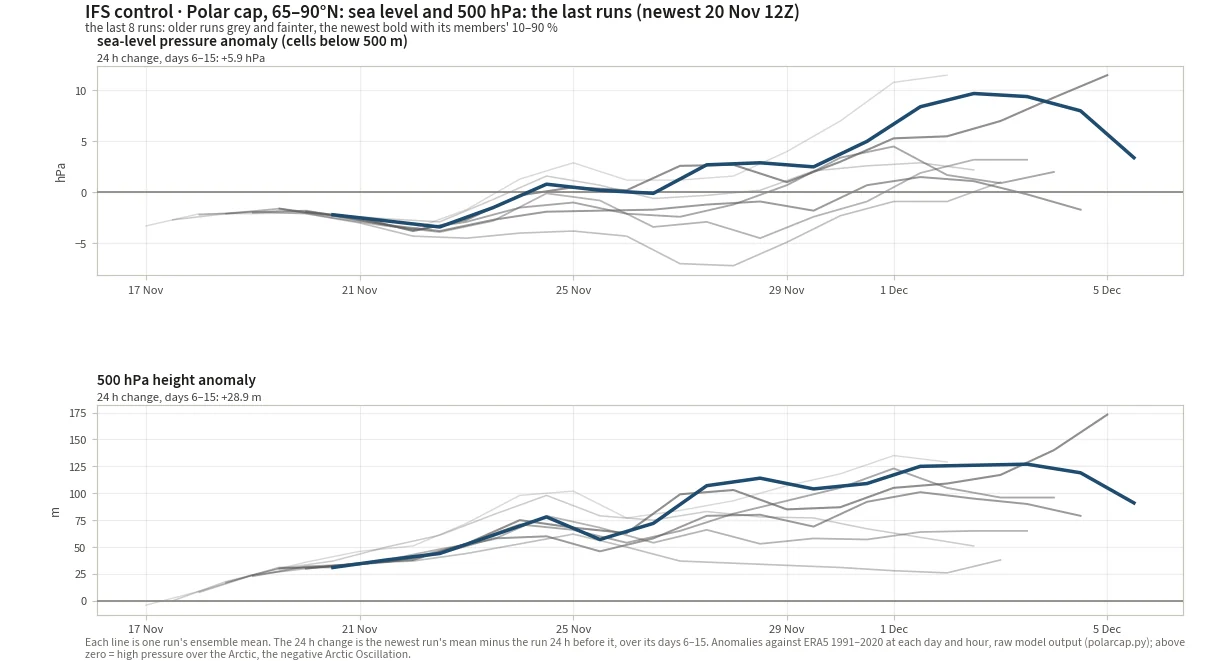 IFS control · Polar cap, 65–90°N: sea level and 500 hPa: the last runs (newest 20 Nov 12Z)
the last 8 runs: older runs grey and fainter, the newest bold with its members' 10–90 %
sea-level pressure anomaly (cells below 500 m)
24 h change, days 6–15: +5.9 hPa
10
5
0
−5
hPa
17 Nov
21 Nov
25 Nov
29 Nov
1 Dec
5 Dec
500 hPa height anomaly
24 h change, days 6–15: +28.9 m
175
150
125
100
75
50
25
0
m
17 Nov
21 Nov
25 Nov
29 Nov
1 Dec
5 Dec
Each line is one run's ensemble mean. The 24 h change is the newest run's mean minus the run 24 h before it, over its days 6–15. Anomalies against ERA5 1991–2020 at each day and hour, raw model output (polarcap.py); above
zero = high pressure over the Arctic, the negative Arctic Oscillation.